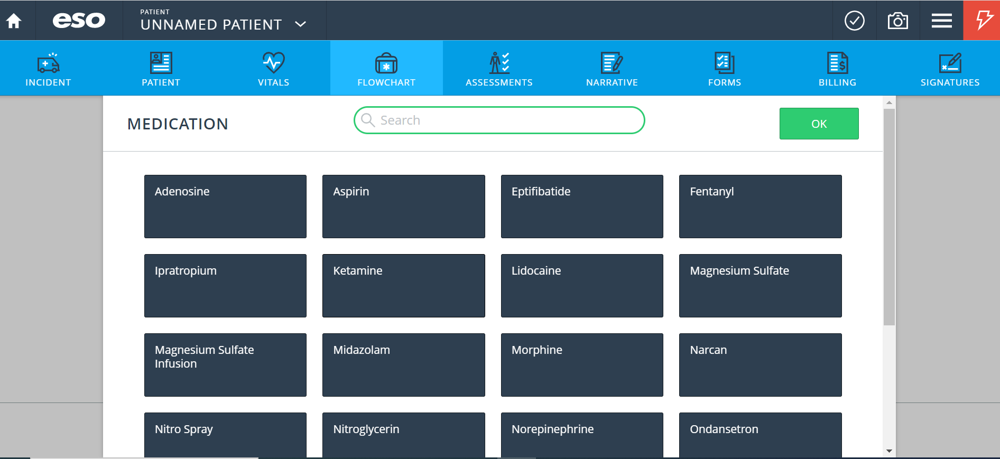 eso
PATIENT
UNNAMED PATIENT
INCIDENT
PATIENT
VITALS
FLOWCHART
ASSESSMENTS
NARRATIVE
FORMS
BILLING
SIGNATURES
MEDICATION
Search
OK
Adenosine
Aspirin
Eptifibatide
Fentanyl
Ipratropium
Ketamine
Lidocaine
Magnesium Sulfate
Magnesium Sulfate
Infusion
Midazolam
Morphine
Narcan
Nitro Spray
Nitroglycerin
Norepinephrine
Ondansetron